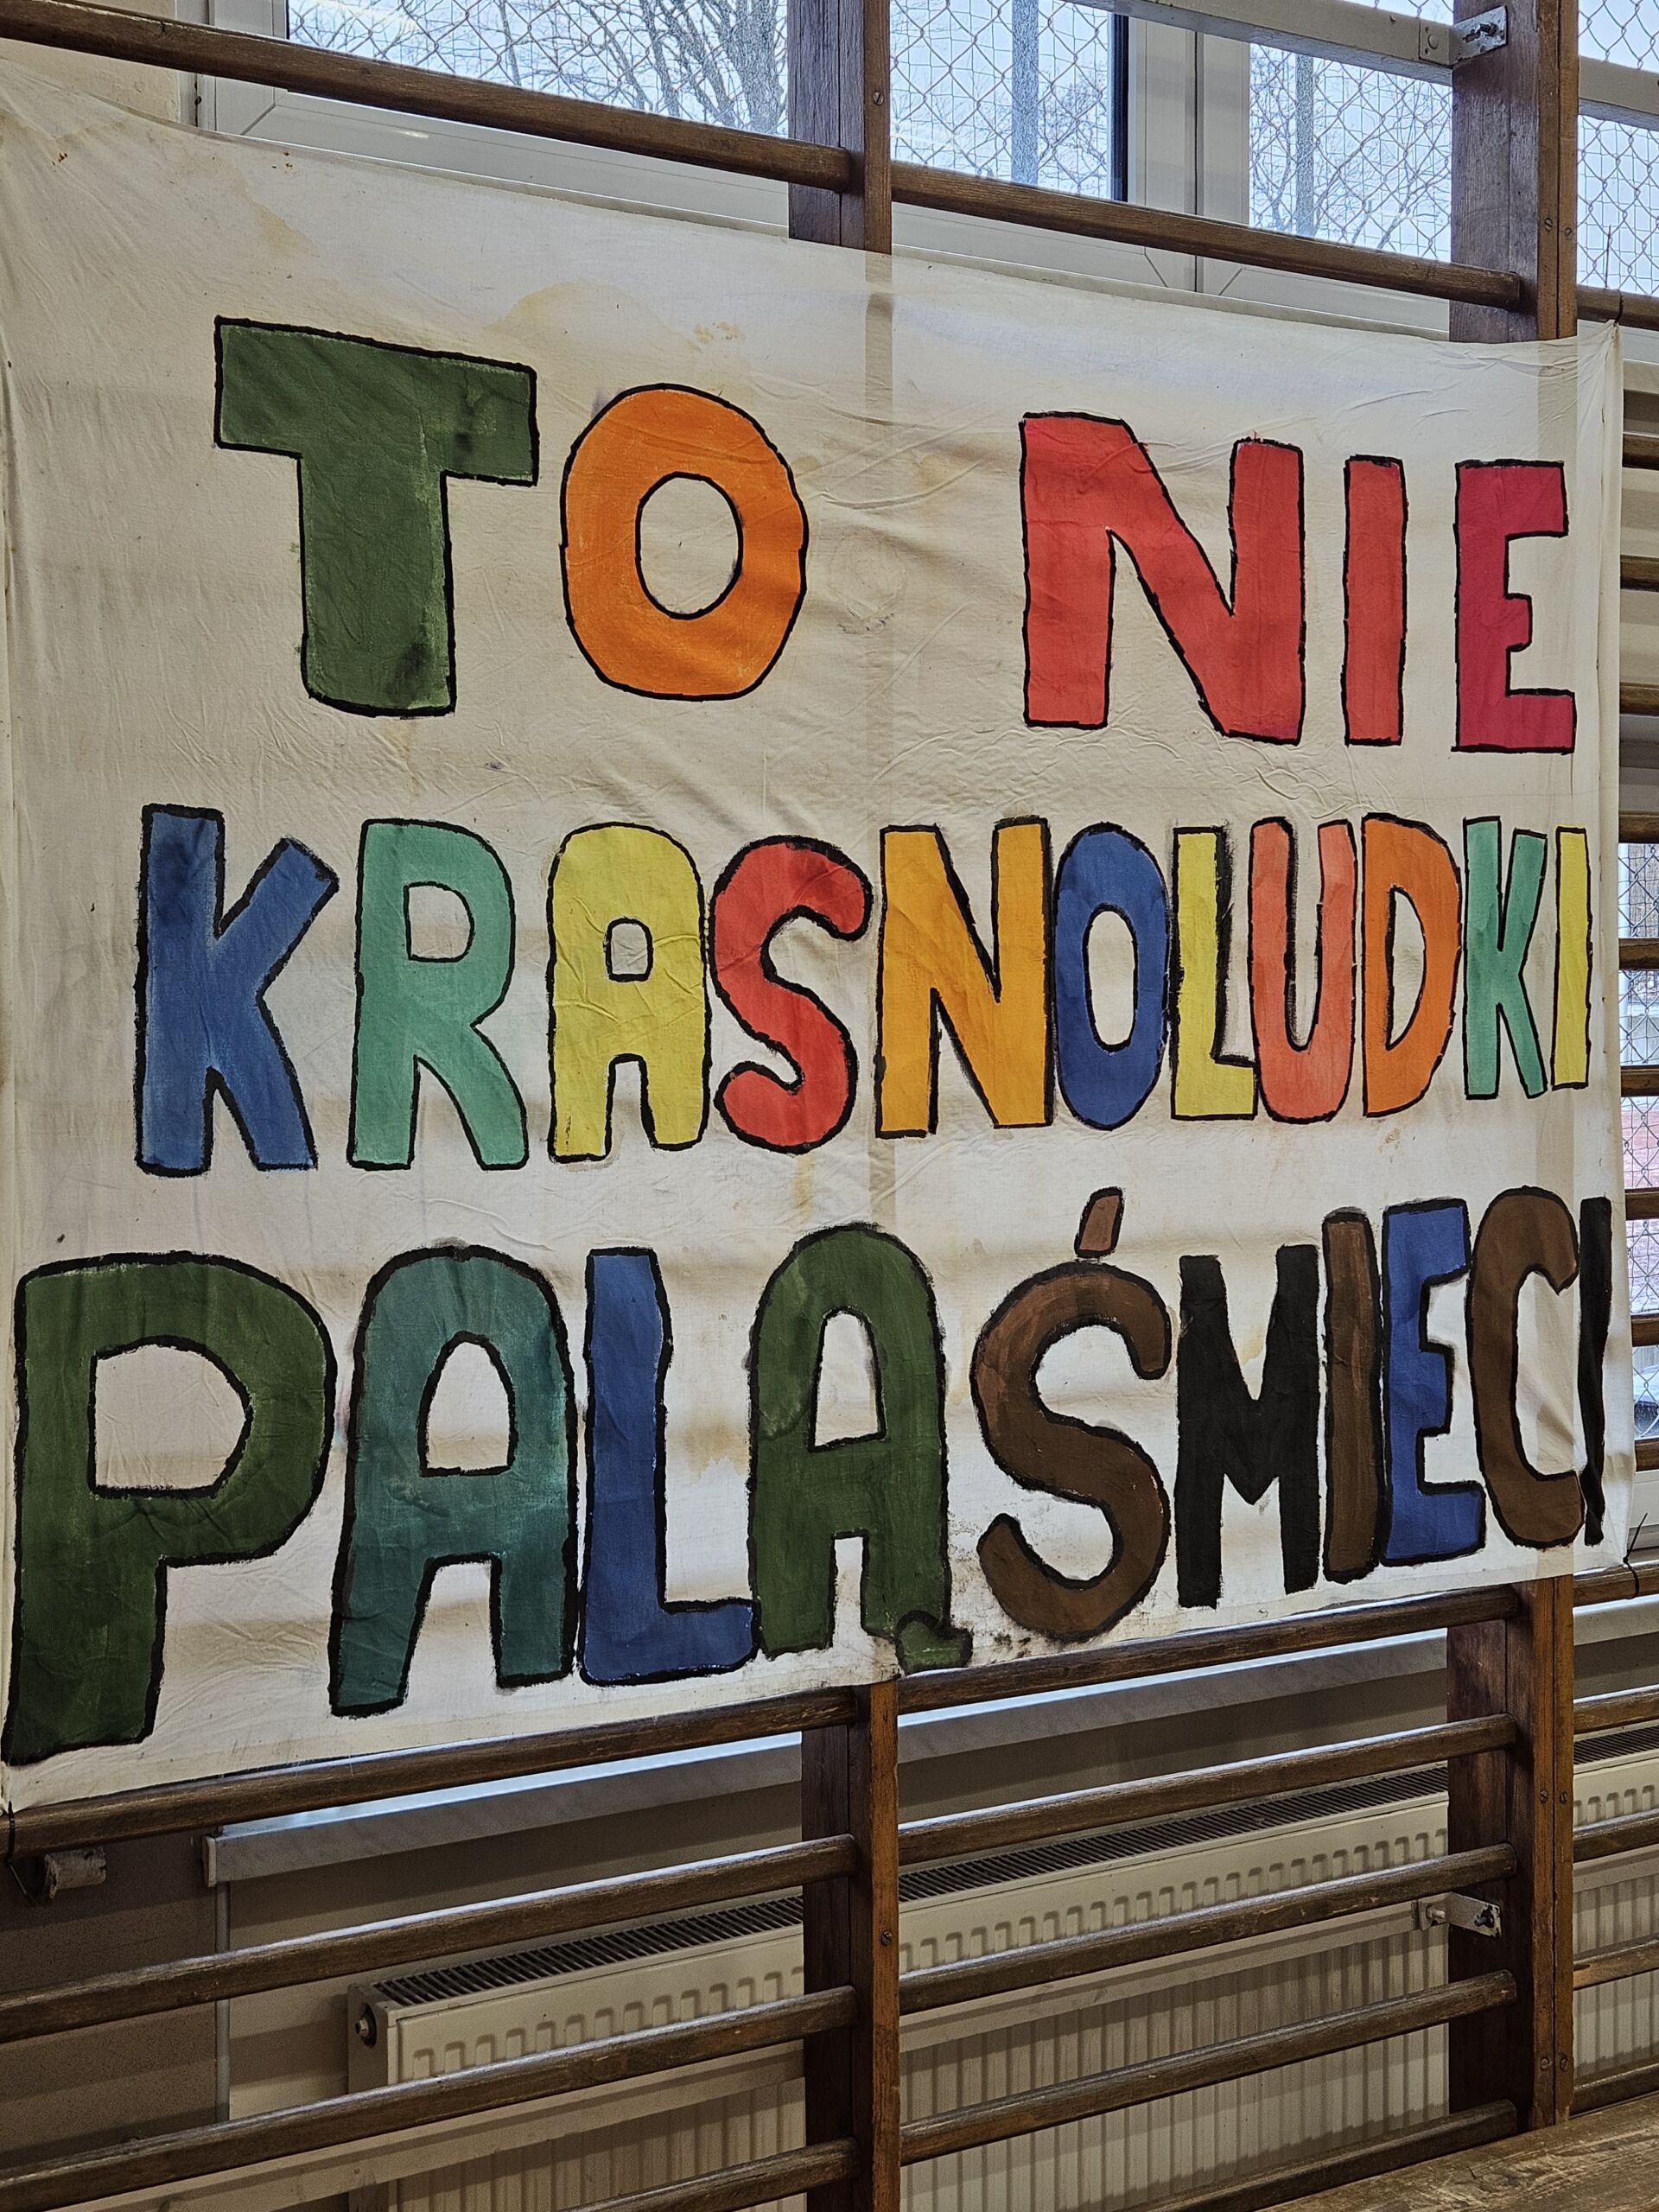 TO NIE
KRASNOLUDKI
PALĄ ŚMIECI